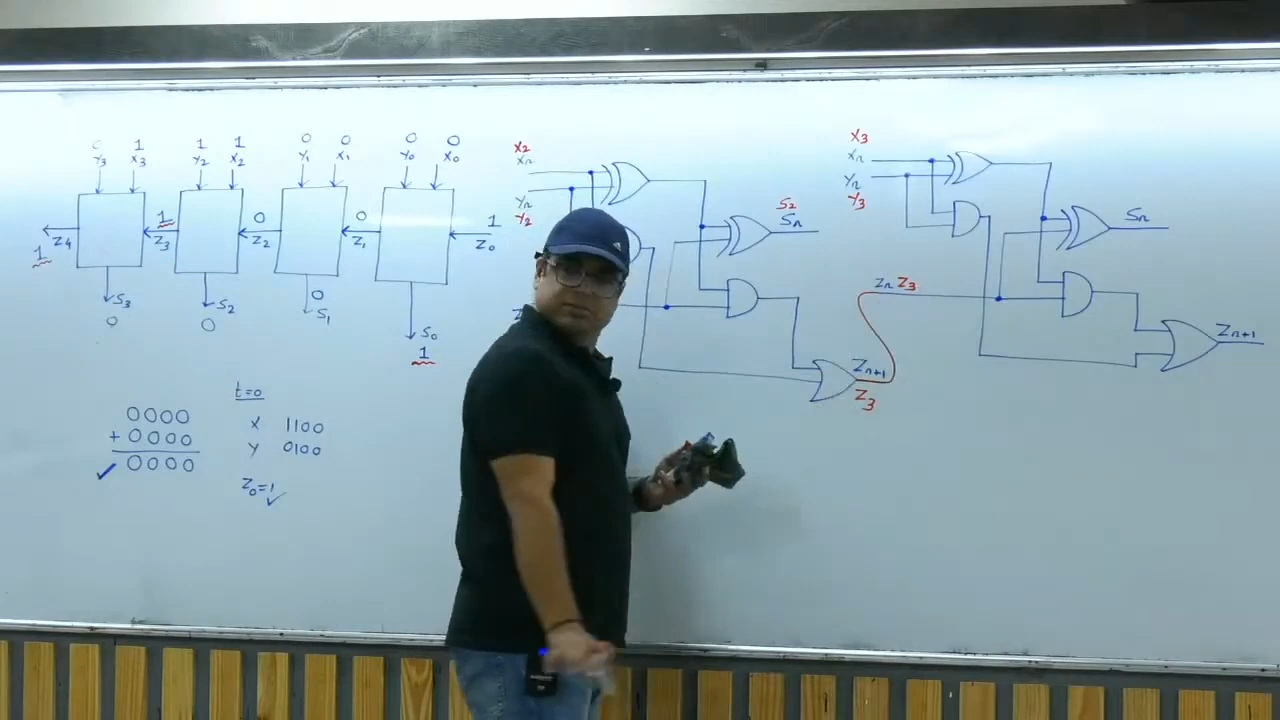 0 1 1 1 0 0 0 0
Y3 X3 Y2 X2 Y1 X1 Y0 X0
1 0 0 1
Z4 Z3 Z2 Z1 Z0
1
S3 S2 0 S0
0 0 S1 1
t=0
0000
+ 0000
0000
X 1100
Y 0100
Z0=1
X2
Xn
Yn
Y2
S2
Sn
Zn+1
Z3
X3
Xn
Yn
Y3
Sn
Zn Z3
Zn+1